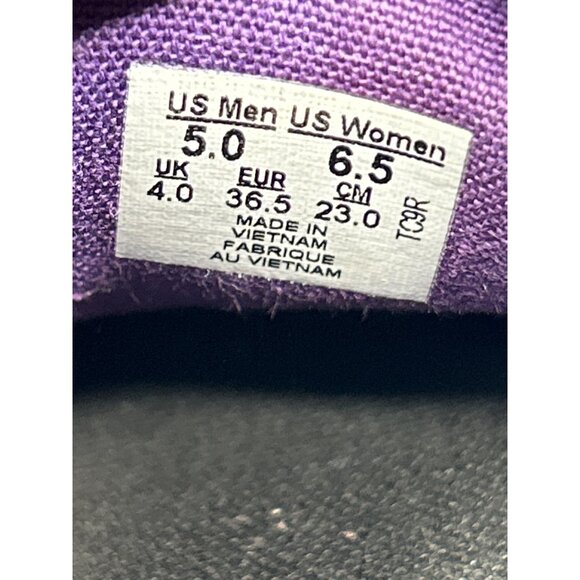 US Men US Women
5.0 6.5
UK EUR CM
4.0 36.5 23.0
MADE IN
VIETNAM
FABRIQUE
AU VIETNAM
TC9R